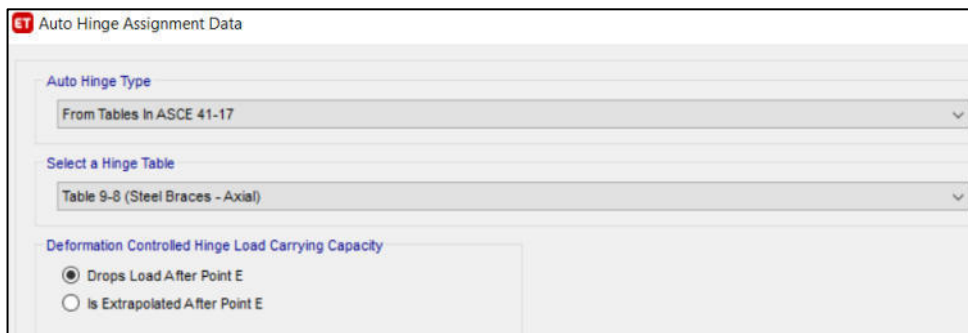 ET Auto Hinge Assignment Data
Auto Hinge Type
From Tables In ASCE 41-17
Select a Hinge Table
Table 9-8 (Steel Braces - Axial)
Deformation Controlled Hinge Load Carrying Capacity
Drops Load After Point E
Is Extrapolated After Point E